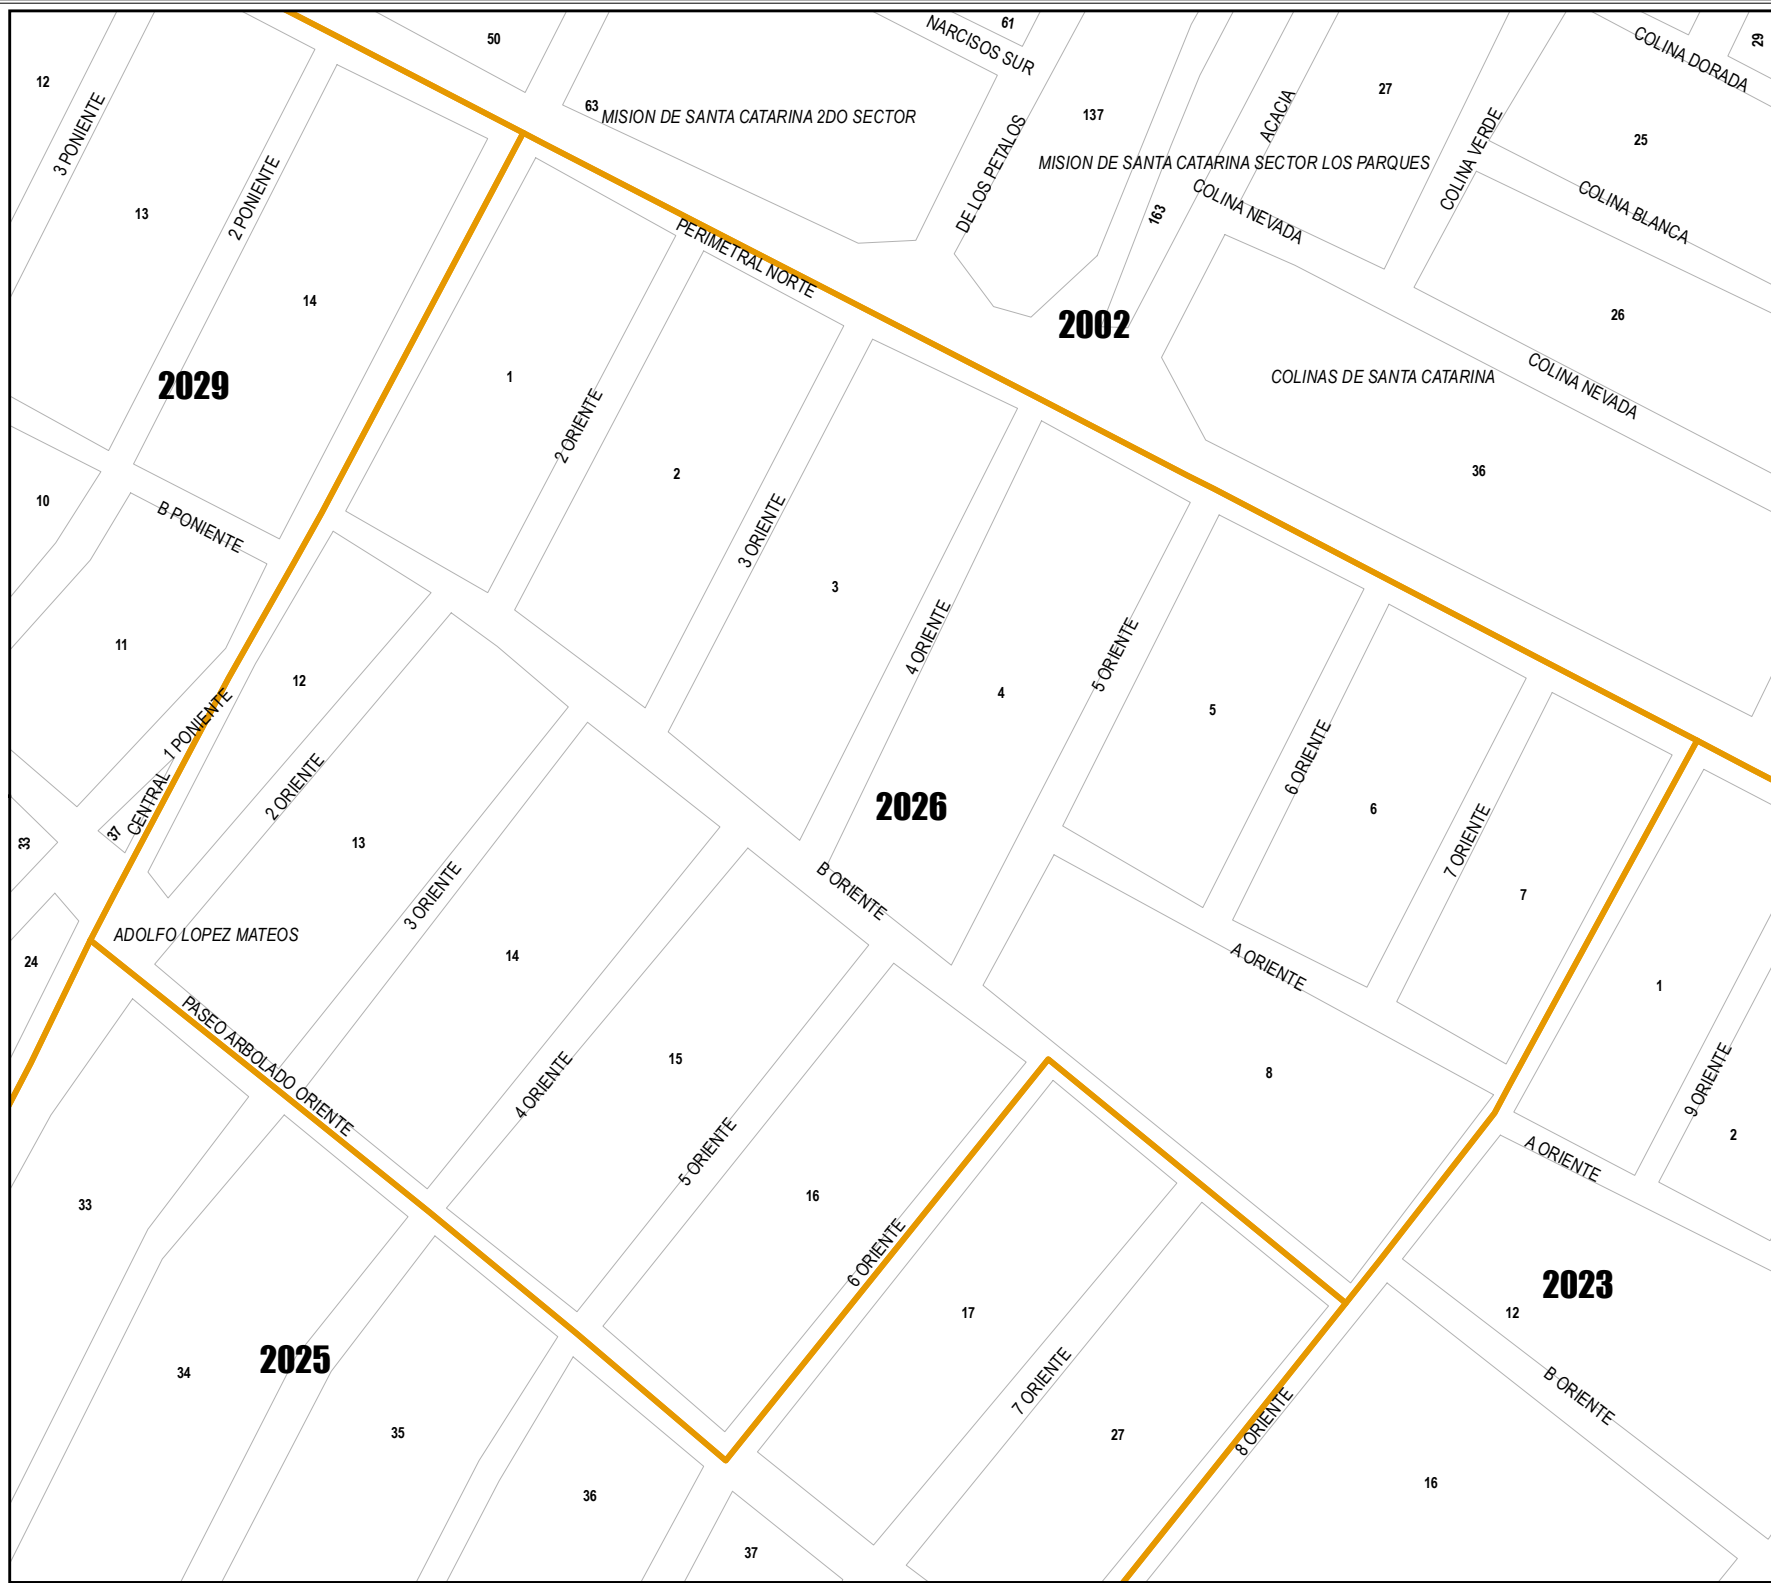 50
61
NARCISOS SUR
COLINA DORADA
29
12
3 PONIENTE
63
MISION DE SANTA CATARINA 2DO SECTOR
137
ACACIA
27
COLINA VERDE
25
DE LOS PETALOS
MISION DE SANTA CATARINA SECTOR LOS PARQUES
13
2 PONIENTE
163
COLINA NEVADA
COLINA BLANCA
PERIMETRAL NORTE
14
2002
26
2029
1
COLINAS DE SANTA CATARINA
COLINA NEVADA
2 ORIENTE
2
36
10
B PONIENTE
3 ORIENTE
3
11
4 ORIENTE
5 ORIENTE
12
4
5
1 PONIENTE
CENTRAL
37
2 ORIENTE
6 ORIENTE
2026
6
33
13
7 ORIENTE
3 ORIENTE
B ORIENTE
7
ADOLFO LOPEZ MATEOS
14
A ORIENTE
24
1
PASEO ARBOLADO ORIENTE
15
4 ORIENTE
8
9 ORIENTE
2
5 ORIENTE
A ORIENTE
33
16
6 ORIENTE
17
2023
12
2025
34
7 ORIENTE
B ORIENTE
35
27
8 ORIENTE
16
36
37